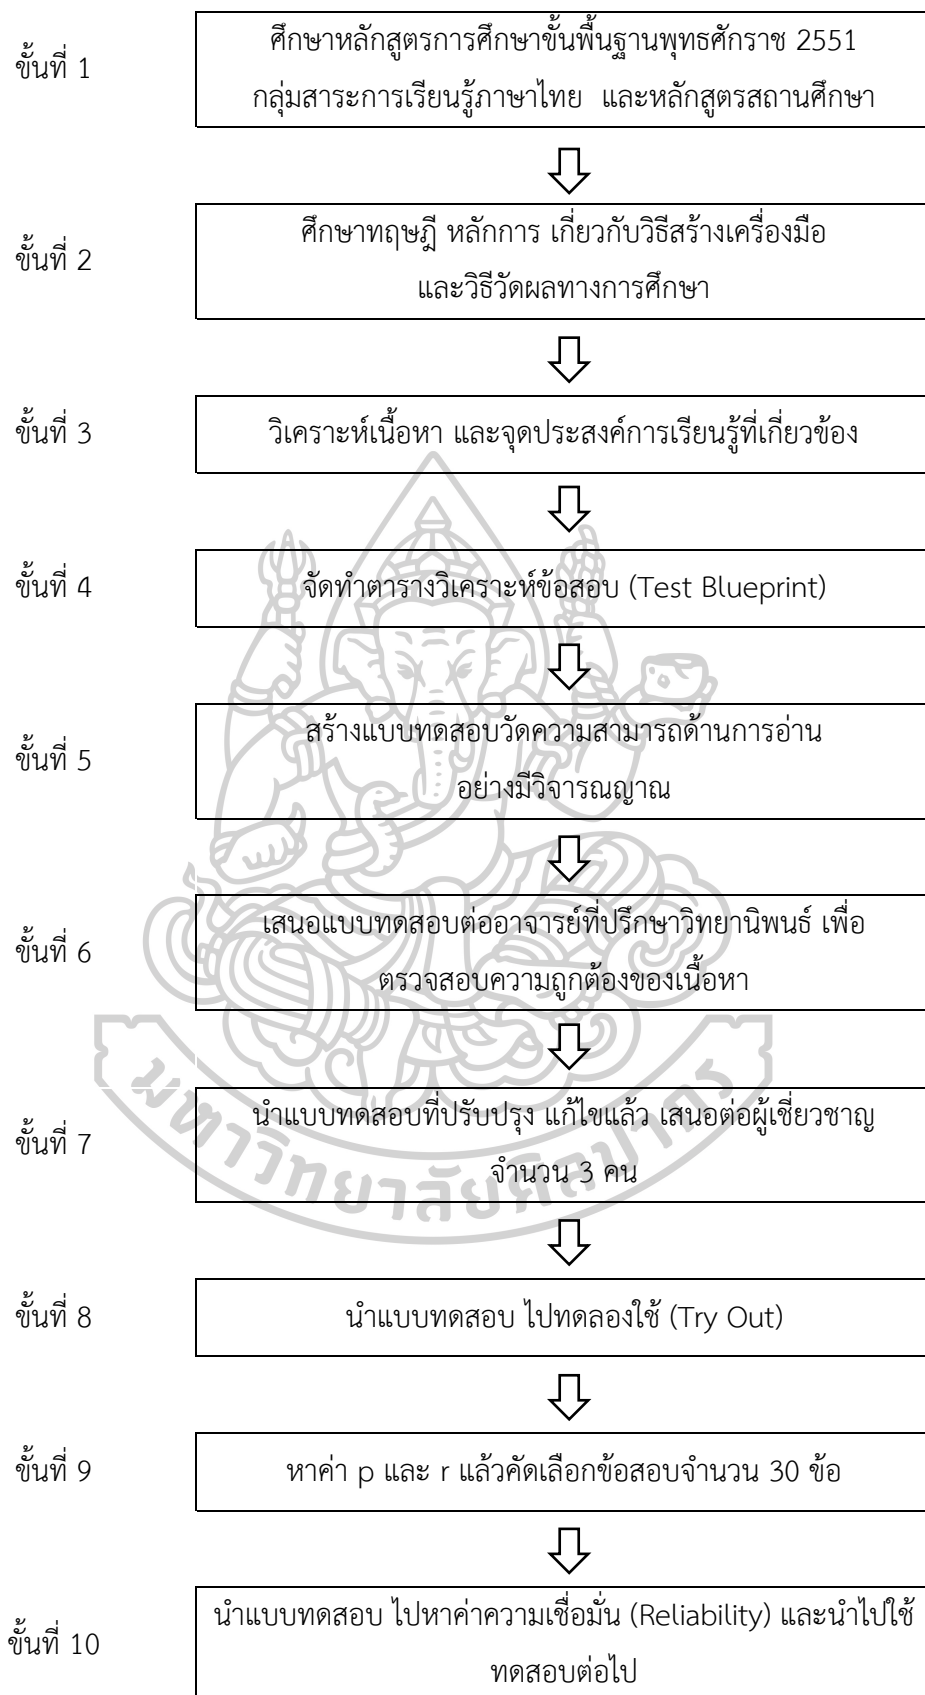 ขั้นที่ 1
ศึกษาหลักสูตรการศึกษาขั้นพื้นฐานพุทธศักราช 2551
กลุ่มสาระการเรียนรู้ภาษาไทย และหลักสูตรสถานศึกษา
ขั้นที่ 2
ศึกษาทฤษฎี หลักการ เกี่ยวกับวิธีสร้างเครื่องมือ
และวิธีวัดผลทางการศึกษา
ขั้นที่ 3
วิเคราะห์เนื้อหา และจุดประสงค์การเรียนรู้ที่เกี่ยวข้อง
ขั้นที่ 4
จัดทำตารางวิเคราะห์ข้อสอบ (Test Blueprint)
ขั้นที่ 5
สร้างแบบทดสอบวัดความสามารถด้านการอ่าน
อย่างมีวิจารณญาณ
ขั้นที่ 6
เสนอแบบทดสอบต่ออาจารย์ที่ปรึกษาวิทยานิพนธ์ เพื่อ
ตรวจสอบความถูกต้องของเนื้อหา
ขั้นที่ 7
นำแบบทดสอบที่ปรับปรุง แก้ไขแล้ว เสนอต่อผู้เชี่ยวชาญ
จำนวน 3 คน
มหาวิทยาลัยศิลปากร
ขั้นที่ 8
นำแบบทดสอบ ไปทดลองใช้ (Try Out)
ขั้นที่ 9
หาค่า p และ r แล้วคัดเลือกข้อสอบจำนวน 30 ข้อ
ขั้นที่ 10
นำแบบทดสอบ ไปหาค่าความเชื่อมั่น (Reliability) และนำไปใช้
ทดสอบต่อไป